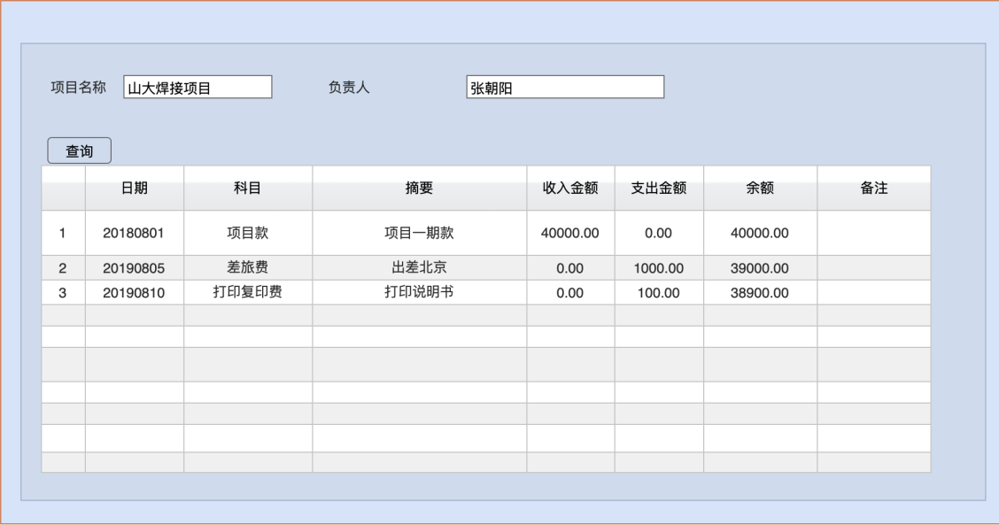 项目名称 山大焊接项目 负责人 张朝阳
查询
日期 科目 摘要 收入金额 支出金额 余额 备注
1 20180801 项目款 项目一期款 40000.00 0.00 40000.00
2 20190805 差旅费 出差北京 0.00 1000.00 39000.00
3 20190810 打印复印费 打印说明书 0.00 100.00 38900.00